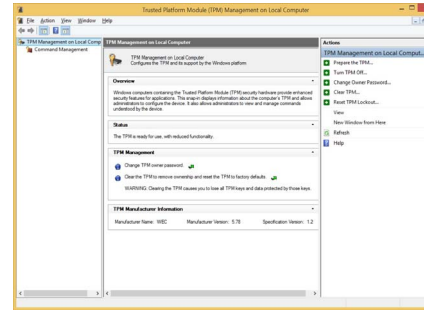 Trusted Platform Module (TPM) Management on Local Computer
File Action View Window Help
TPM Management on Local Comp
Command Management
TPM Management on Local Computer
TPM Management on Local Computer
Configures the TPM and its support by the Windows platform
Overview
Windows computers containing the Trusted Platform Module (TPM) security hardware provide enhanced
security features for applications. This snap-in displays information about the computer's TPM and allows
administrators to configure the device. It also allows administrators to view and manage commands
understood by the device.
Status
The TPM is ready for use, with reduced functionality.
TPM Management
Change TPM owner password.
Clear the TPM to remove ownership and reset the TPM to factory defaults.
WARNING: Clearing the TPM causes you to lose all TPM keys and data protected by those keys.
TPM Manufacturer Information
Manufacturer Name: WEC Manufacturer Version: 5.78 Specification Version: 1.2
Actions
TPM Management on Local Comput...
Prepare the TPM...
Turn TPM Off...
Change Owner Password...
Clear TPM...
Reset TPM Lockout...
View
New Window from Here
Refresh
Help